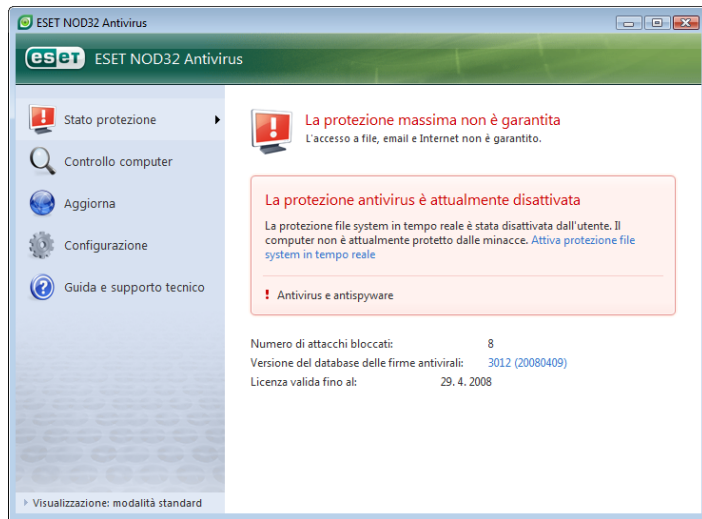 ESET NOD32 Antivirus
eset ESET NOD32 Antivirus
Stato protezione
Controllo computer
Aggiorna
Configurazione
Guida e supporto tecnico
Visualizzazione: modalità standard
La protezione massima non è garantita
L'accesso a file, email e Internet non è garantito.
La protezione antivirus è attualmente disattivata
La protezione file system in tempo reale è stata disattivata dall'utente. Il
computer non è attualmente protetto dalle minacce. Attiva protezione file
system in tempo reale
! Antivirus e antispyware
Numero di attacchi bloccati: 8
Versione del database delle firme antivirali: 3012 (20080409)
Licenza valida fino al: 29. 4. 2008